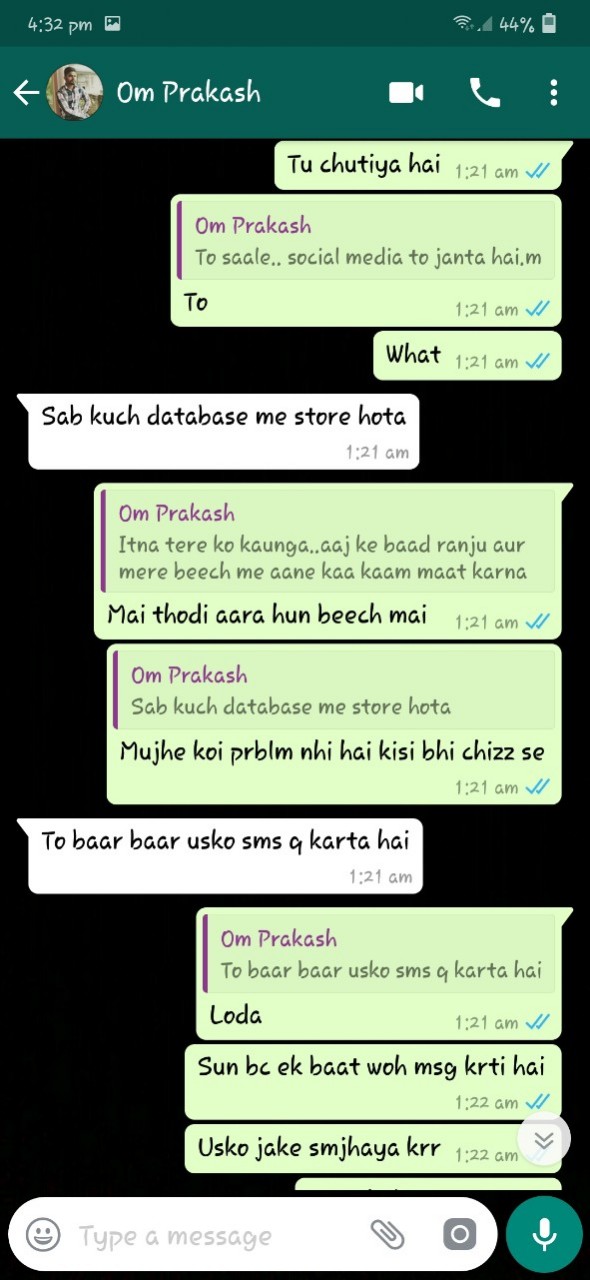 4:32 pm 44%
Om Prakash
Tu chutiya hai 1:21 am
Om Prakash
To saale.. social media to janta hai.m
To 1:21 am
What 1:21 am
Sab kuch database me store hota
1:21 am
Om Prakash
Itna tere ko kaunga..aaj ke baad ranju aur
mere beech me aane kaa kaam maat karna
Mai thodi aara hun beech mai 1:21 am
Om Prakash
Sab kuch database me store hota
Mujhe koi prblm nhi hai kisi bhi chizz se
1:21 am
To baar baar usko sms q karta hai
1:21 am
Om Prakash
To baar baar usko sms q karta hai
Loda 1:21 am
Sun bc ek baat woh msg krti hai
1:22 am
Usko jake smjhaya krr 1:22 am
Type a message